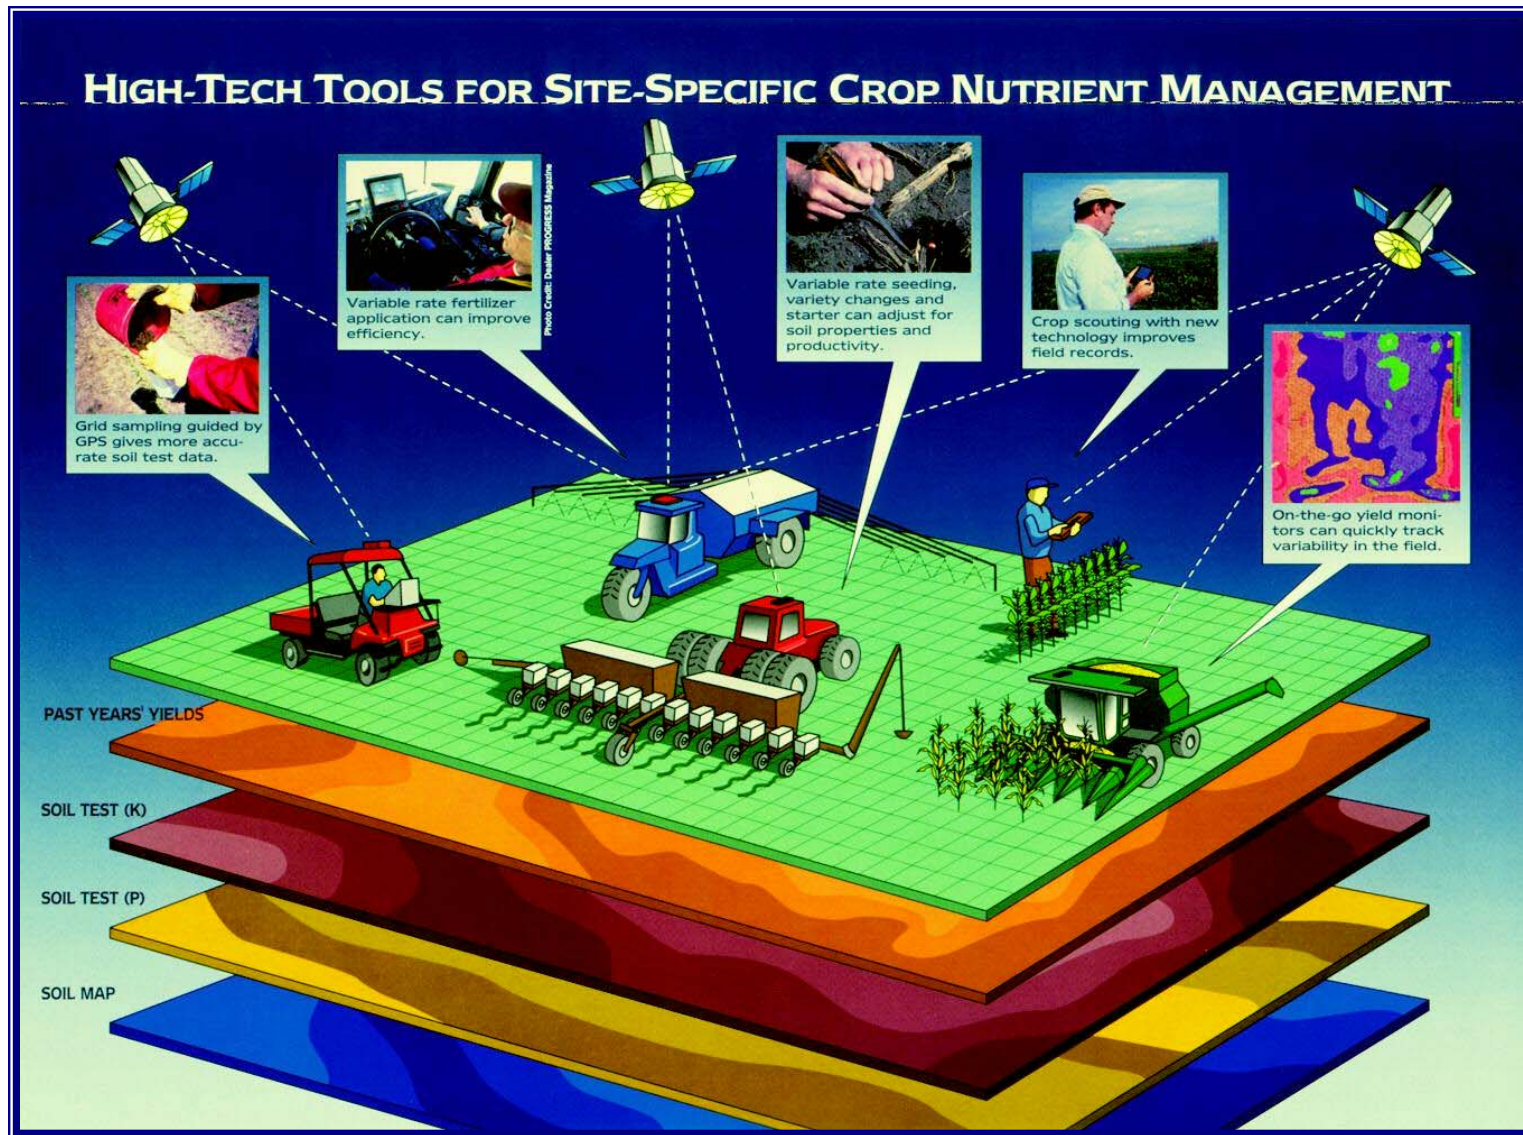 HIGH-TECH TOOLS FOR SITE-SPECIFIC CROP NUTRIENT MANAGEMENT
Grid sampling guided by
GPS gives more accu-
rate soil test data.
Variable rate fertilizer
application can improve
efficiency.
Photo Credit: Dealer PROGRESS Magazine
Variable rate seeding,
variety changes and
starter can adjust for
soil properties and
productivity.
Crop scouting with new
technology improves
field records.
On-the-go yield moni-
tors can quickly track
variability in the field.
PAST YEARS' YIELDS
SOIL TEST (K)
SOIL TEST (P)
SOIL MAP